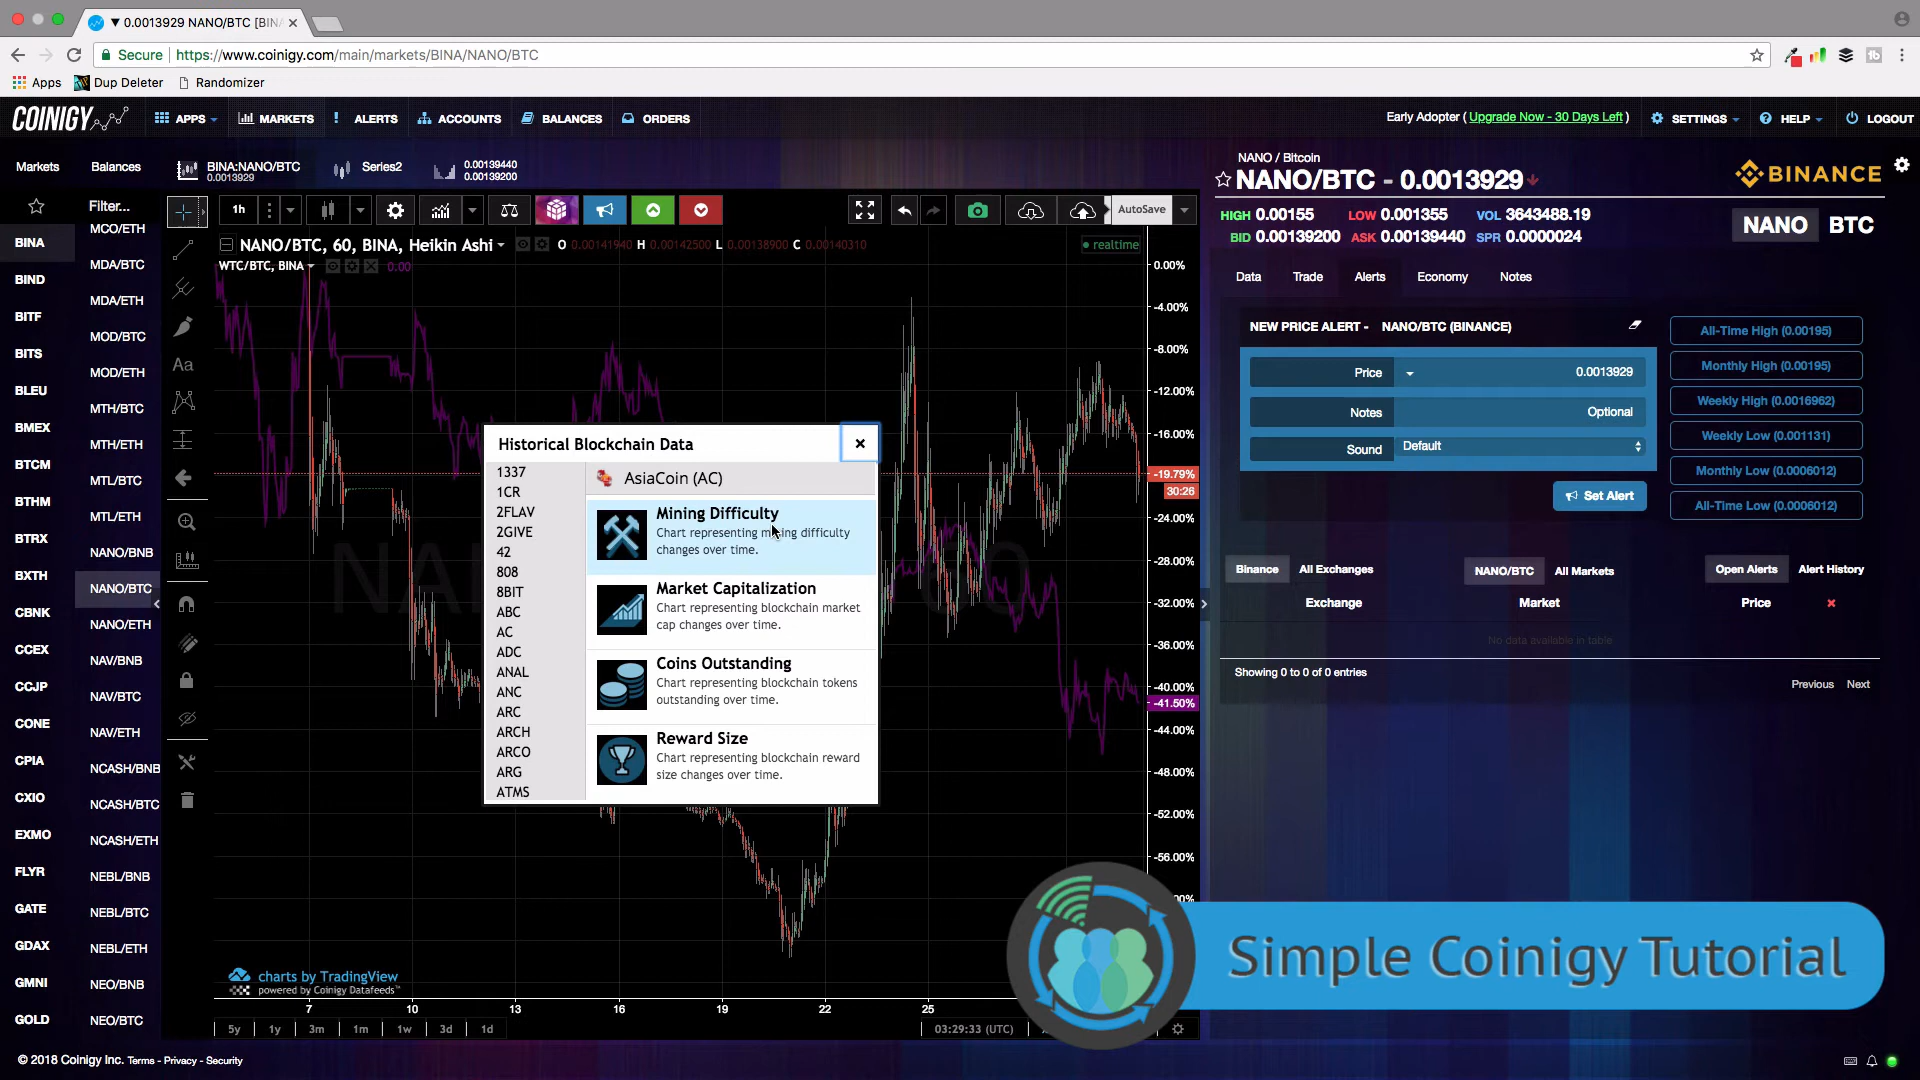 ▼ 0.0013929 NANO/BTC [BINA
Secure https://www.coinigy.com/main/markets/BINA/NANO/BTC
Apps Dup Deleter Randomizer
COINIGY APPS MARKETS ALERTS ACCOUNTS BALANCES ORDERS
Early Adopter ( Upgrade Now - 30 Days Left ) SETTINGS HELP LOGOUT
Markets Balances
BINA:NANO/BTC
0.0013929
Series2
0.00139440
0.00139200
Filter...
BINA
BIND
BITF
BITS
BLEU
BMEX
BTCM
BTHM
BTRX
BXTH
CBNK
CCEX
CCJP
CONE
CPIA
CXIO
EXMO
FLYR
GATE
GDAX
GMNI
GOLD
MCO/ETH
MDA/BTC
MDA/ETH
MOD/BTC
MOD/ETH
MTH/BTC
MTH/ETH
MTL/BTC
MTL/ETH
NANO/BNB
NANO/BTC
NANO/ETH
NAV/BNB
NAV/BTC
NAV/ETH
NCASH/BNB
NCASH/BTC
NCASH/ETH
NEBL/BNB
NEBL/BTC
NEBL/ETH
NEO/BNB
NEO/BTC
1h
AutoSave
Aa
NANO/BTC, 60, BINA, Heikin Ashi O 0.00141940 H 0.00142500 L 0.00138900 C 0.00140310
realtime
WTC/BTC, BINA 0.00
0.00%
-4.00%
-8.00%
-12.00%
-16.00%
-19.79%
30:26
-24.00%
-28.00%
-32.00%
-36.00%
-40.00%
-41.50%
-44.00%
-48.00%
-52.00%
-56.00%
Historical Blockchain Data
1337
1CR
2FLAV
2GIVE
42
808
8BIT
ABC
AC
ADC
ANAL
ANC
ARC
ARCH
ARCO
ARG
ATMS
AsiaCoin (AC)
Mining Difficulty
Chart representing mining difficulty
changes over time.
Market Capitalization
Chart representing blockchain market
cap changes over time.
Coins Outstanding
Chart representing blockchain tokens
outstanding over time.
Reward Size
Chart representing blockchain reward
size changes over time.
charts by TradingView
powered by Coinigy Datafeeds™
7 10 13 16 19 22 25
5y 1y 3m 1m 1w 3d 1d
03:29:33 (UTC)
NANO / Bitcoin
NANO/BTC - 0.0013929
BINANCE
HIGH 0.00155 LOW 0.001355 VOL 3643488.19
BID 0.00139200 ASK 0.00139440 SPR 0.0000024
NANO BTC
Data Trade Alerts Economy Notes
NEW PRICE ALERT - NANO/BTC (BINANCE)
Price 0.0013929
Notes Optional
Sound Default
Set Alert
All-Time High (0.00195)
Monthly High (0.00195)
Weekly High (0.0016962)
Weekly Low (0.001131)
Monthly Low (0.0006012)
All-Time Low (0.0006012)
Binance All Exchanges NANO/BTC All Markets Open Alerts Alert History
Exchange Market Price
No data available in table
Showing 0 to 0 of 0 entries
Previous Next
Simple Coinigy Tutorial
© 2018 Coinigy Inc. Terms - Privacy - Security